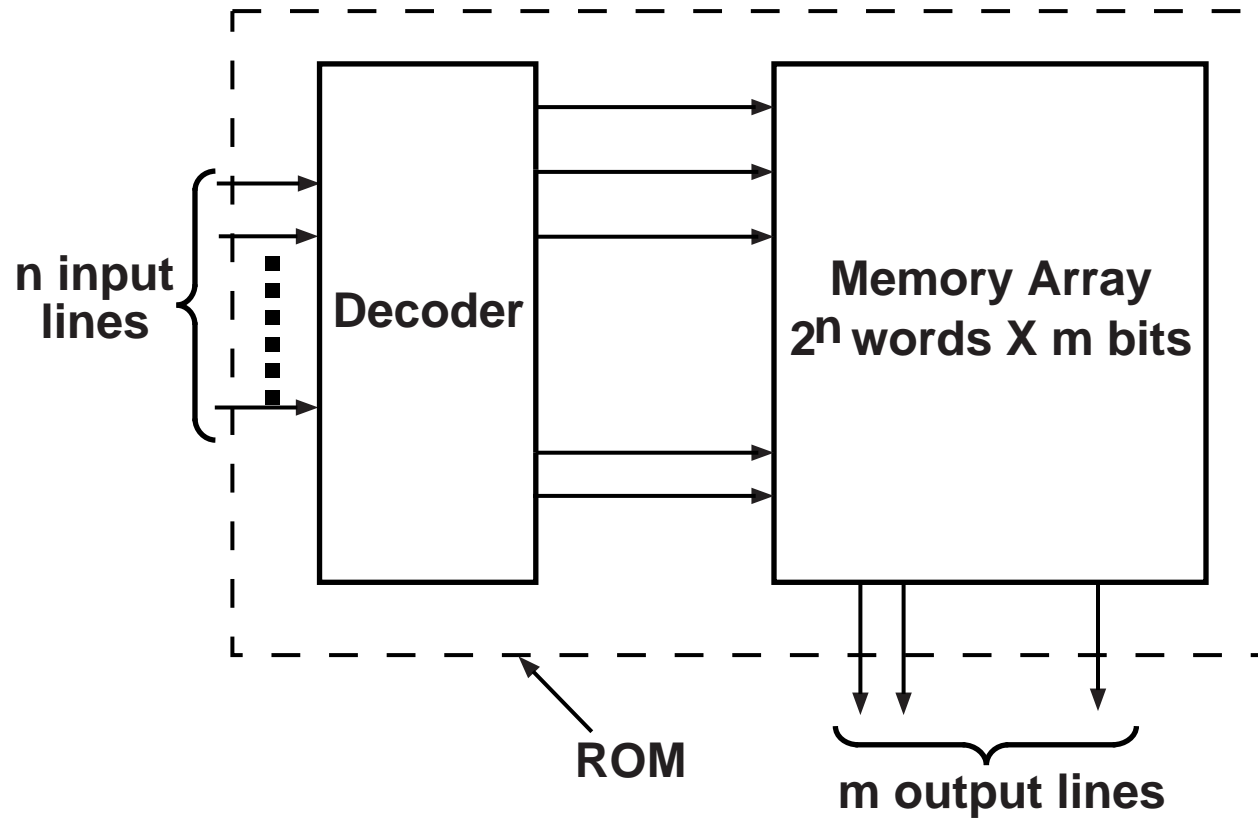 n input
lines
Decoder
Memory Array
2ⁿ words X m bits
ROM
m output lines